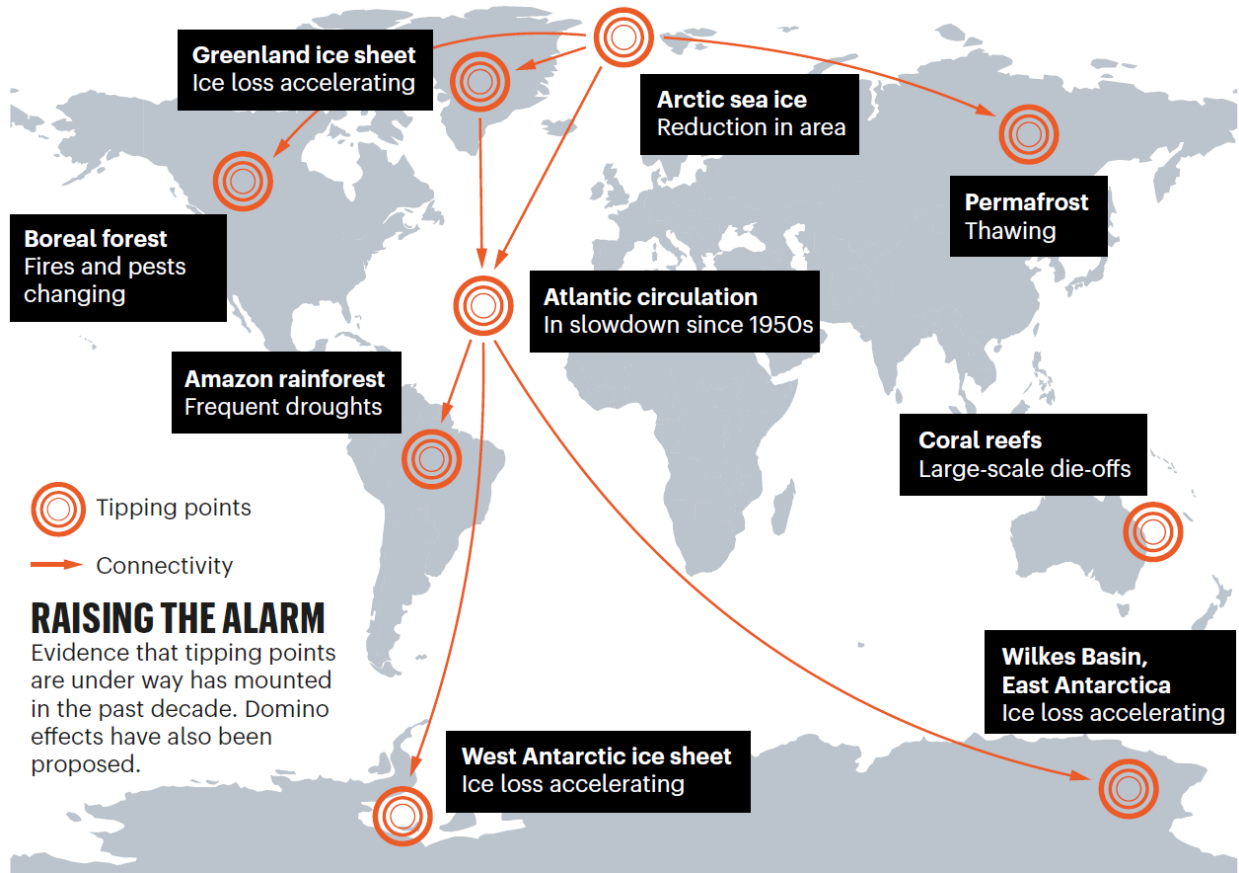 Greenland ice sheet
Ice loss accelerating
Arctic sea ice
Reduction in area
Permafrost
Thawing
Boreal forest
Fires and pests
changing
Atlantic circulation
In slowdown since 1950s
Amazon rainforest
Frequent droughts
Coral reefs
Large-scale die-offs
Tipping points
Connectivity
RAISING THE ALARM
Evidence that tipping points
are under way has mounted
in the past decade. Domino
effects have also been
proposed.
Wilkes Basin,
East Antarctica
Ice loss accelerating
West Antarctic ice sheet
Ice loss accelerating